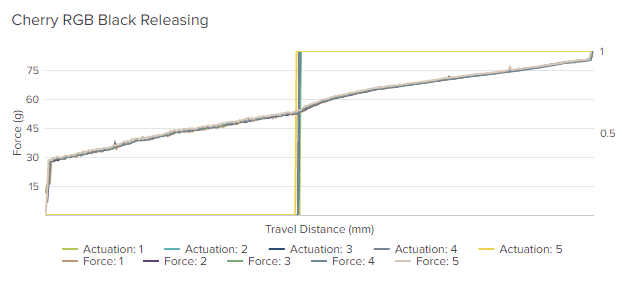 Cherry RGB Black Releasing
1
75
60
45
0.5
30
15
Force (g)
Travel Distance (mm)
Actuation: 1 Actuation: 2 Actuation: 3 Actuation: 4 Actuation: 5
Force: 1 Force: 2 Force: 3 Force: 4 Force: 5